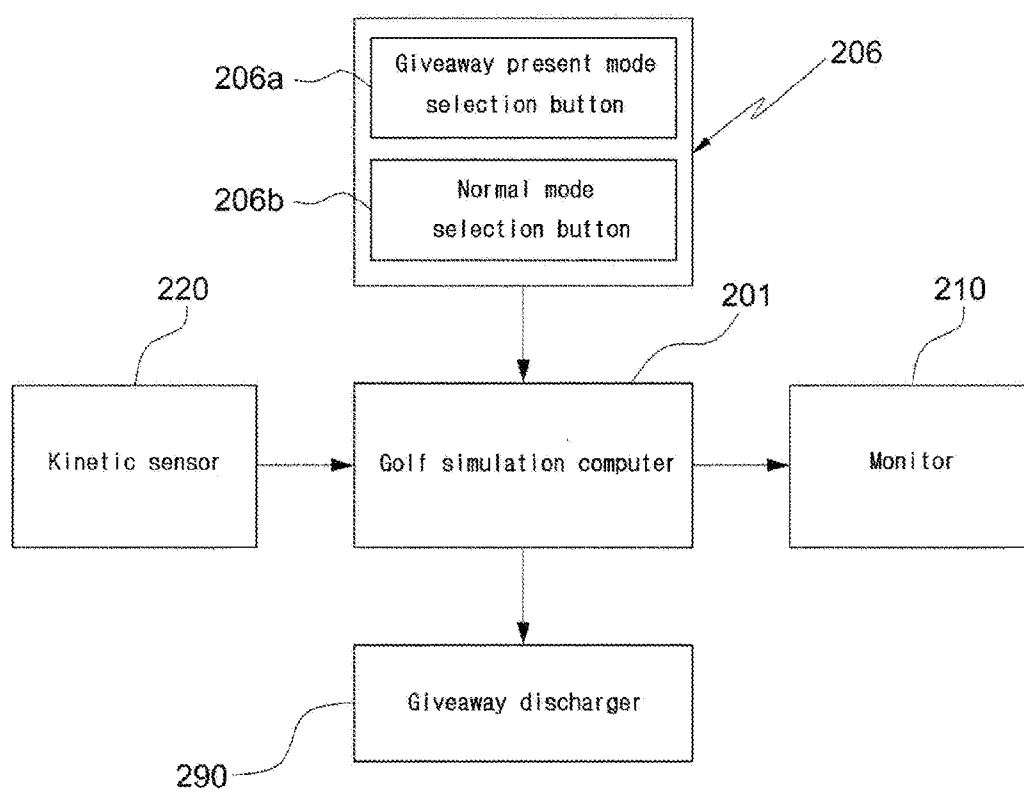 206a
Giveaway present mode
selection button
206
206b
Normal mode
selection button
220
201
210
Kinetic sensor
Golf simulation computer
Monitor
Giveaway discharger
290